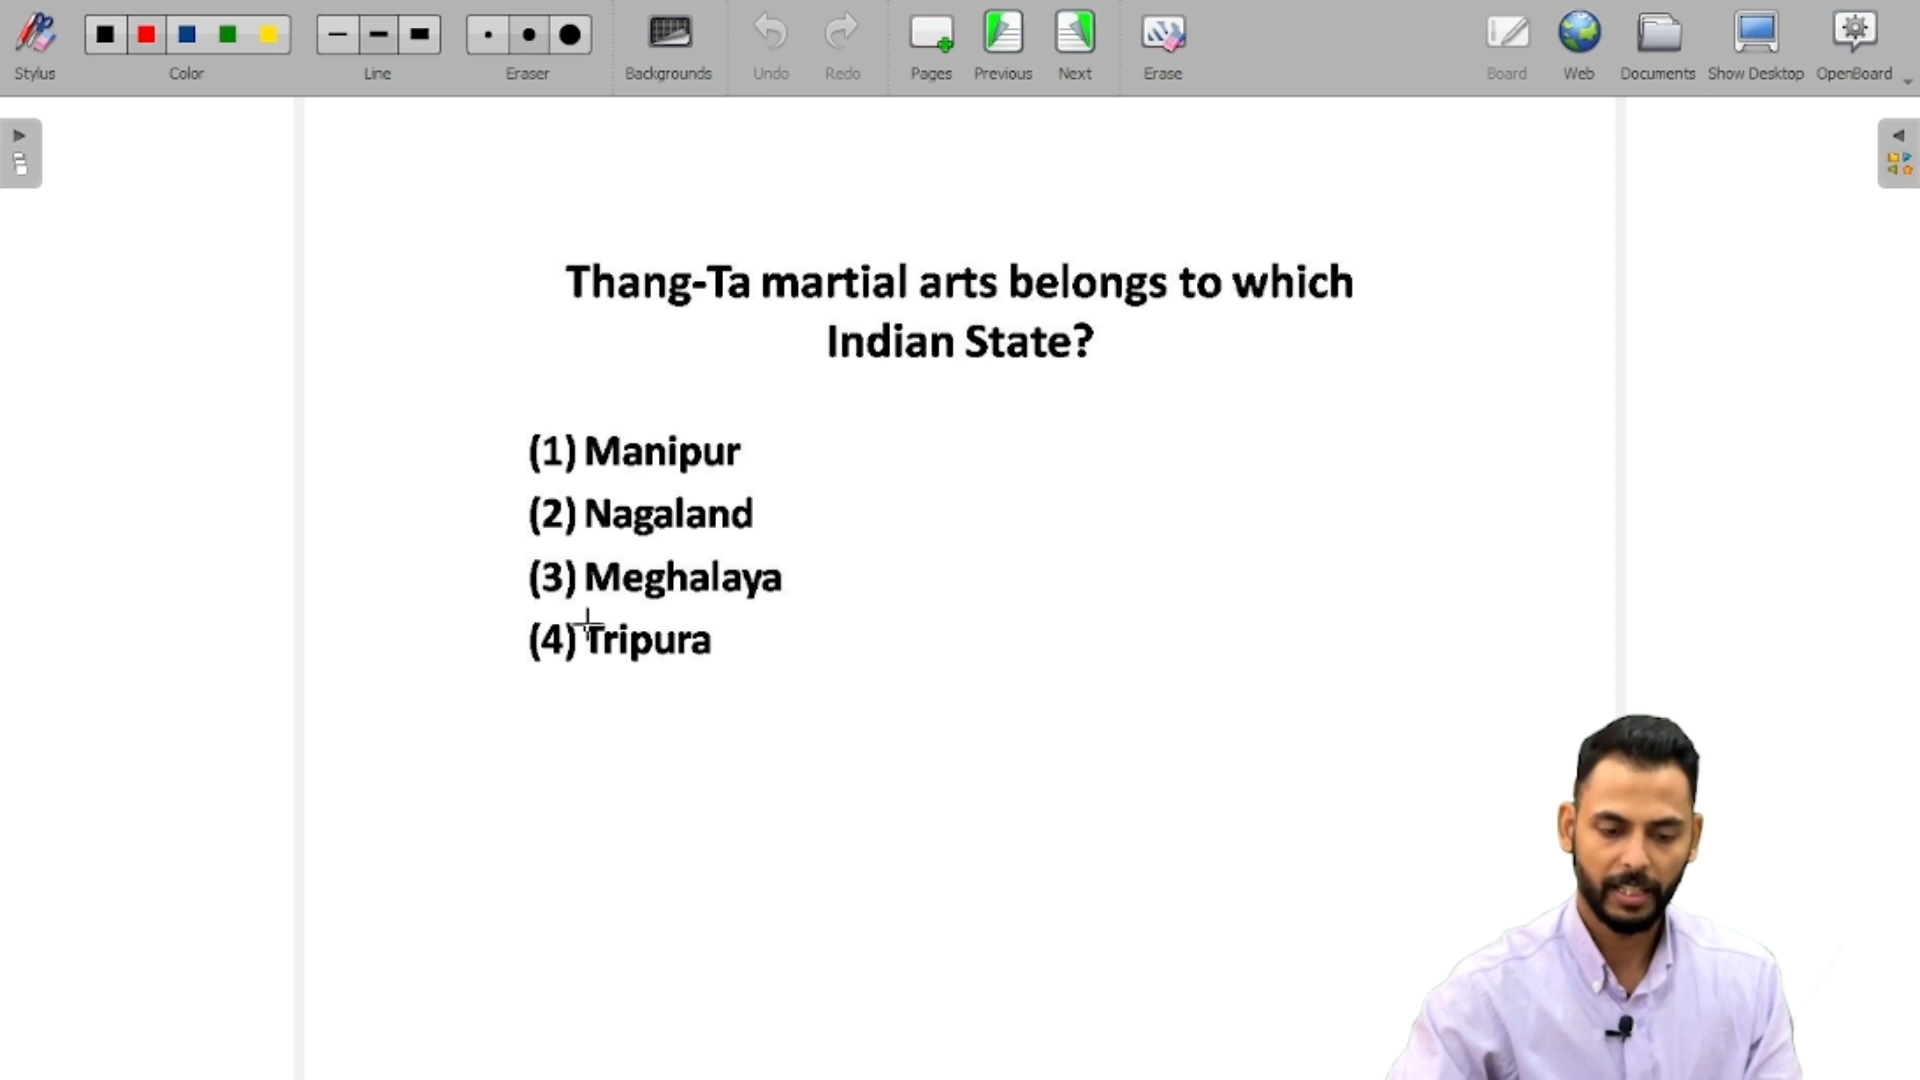 Stylus Color Line Eraser Backgrounds Undo Redo Pages Previous Next Erase Board Web Documents Show Desktop OpenBoard
Thang-Ta martial arts belongs to which
Indian State?
(1) Manipur
(2) Nagaland
(3) Meghalaya
(4) Tripura